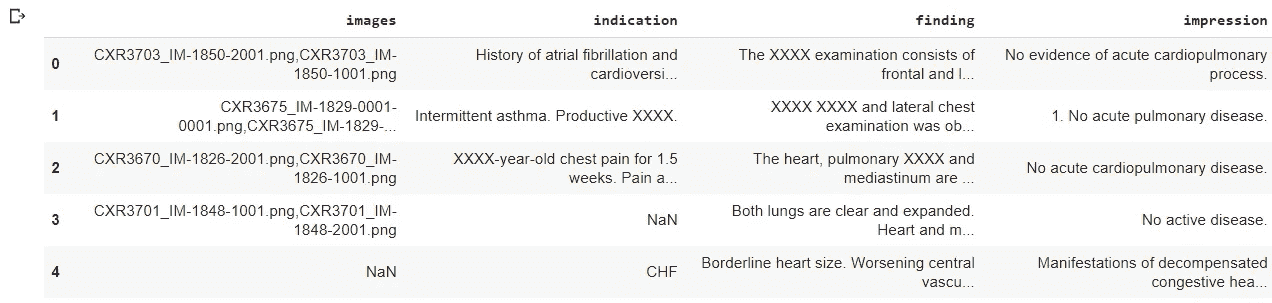 images indication finding impression
0 CXR3703_IM-1850-2001.png,CXR3703_IM-1850-1001.png History of atrial fibrillation and cardioversi... The XXXX examination consists of frontal and l... No evidence of acute cardiopulmonary process.
1 CXR3675_IM-1829-0001-0001.png,CXR3675_IM-1829-... Intermittent asthma. Productive XXXX. XXXX XXXX and lateral chest examination was ob... 1. No acute pulmonary disease.
2 CXR3670_IM-1826-2001.png,CXR3670_IM-1826-1001.png XXXX-year-old chest pain for 1.5 weeks. Pain a... The heart, pulmonary XXXX and mediastinum are ... No acute cardiopulmonary disease.
3 CXR3701_IM-1848-1001.png,CXR3701_IM-1848-2001.png NaN Both lungs are clear and expanded. Heart and m... No active disease.
4 NaN CHF Borderline heart size. Worsening central vascu... Manifestations of decompensated congestive hea...